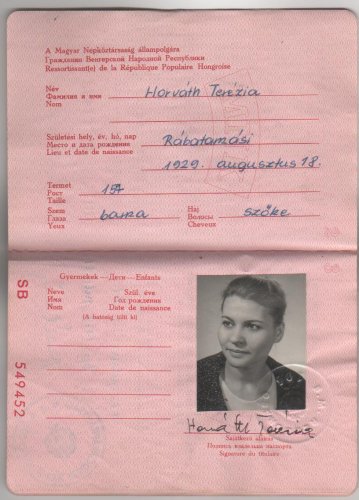 A Magyar Népköztársaság állampolgára
Гражданин Венгерской Народной Республики
Ressortissant(e) de la République Populaire Hongroise
Név
Фамилия и имя
Nom
Horváth Terézia
Születési hely, év, hó, nap
Место и дата рождения
Lieu et date de naissance
Rábatamási
1929. augusztus 18.
Termet
Рост
Taille
Szem
Глаза
Yeux
barna
Haj
Волосы
Cheveux
szőke
Gyermekek — Дети — Enfants
Neve
Имя
Nom
Szül. éve
Год рождения
Date de naissance
(A hatóság tölti ki)
SB 549452
Horváth Terézia
Sajátkezű aláírás
Подпись владельца паспорта
Signature du titulaire